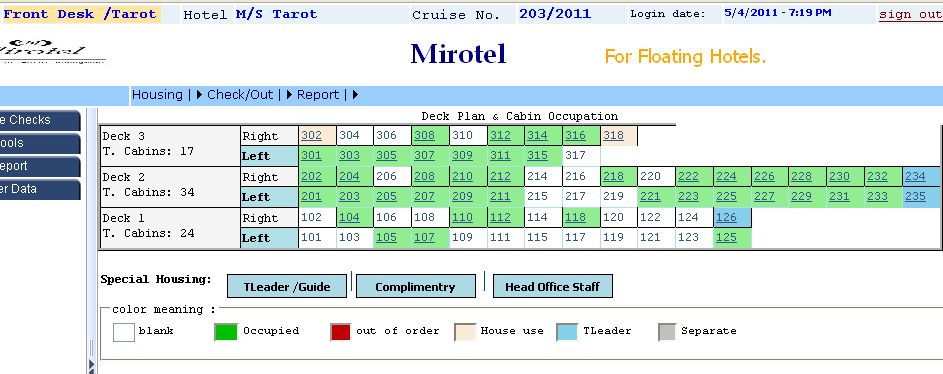 Front Desk /Tarot Hotel M/S Tarot Cruise No. 203/2011 Login date: 5/4/2011 - 7:19 PM sign out
Mirotel
For Floating Hotels.
Housing | Check/Out | Report |
e Checks
ools
eport
er Data
Deck Plan & Cabin Occupation
Deck 3
T. Cabins: 17
Right 302 304 306 308 310 312 314 316 318
Left 301 303 305 307 309 311 315 317
Deck 2
T. Cabins: 34
Right 202 204 206 208 210 212 214 216 218 220 222 224 226 228 230 232 234
Left 201 203 205 207 209 211 215 217 219 221 223 225 227 229 231 233 235
Deck 1
T. Cabins: 24
Right 102 104 106 108 110 112 114 118 120 122 124 126
Left 101 103 105 107 109 111 115 117 119 121 123 125
Special Housing: TLeader /Guide Complimentry Head Office Staff
color meaning :
blank Occupied out of order House use TLeader Separate